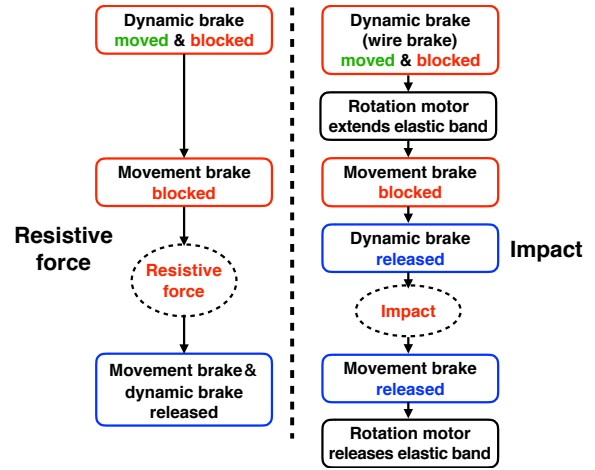 Dynamic brake
moved & blocked
Movement brake
blocked
Resistive
force
Resistive
force
Movement brake &
dynamic brake
released
Dynamic brake
(wire brake)
moved & blocked
Rotation motor
extends elastic band
Movement brake
blocked
Dynamic brake
released
Impact
Impact
Movement brake
released
Rotation motor
releases elastic band